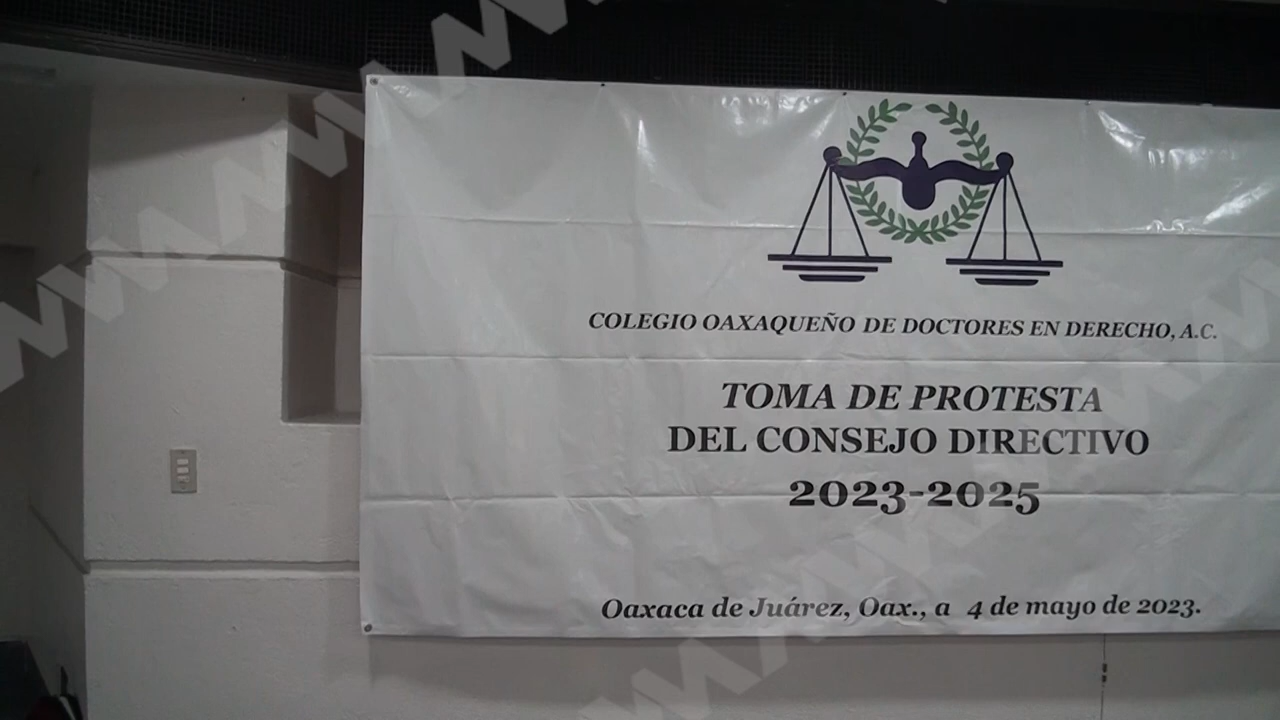 COLEGIO OAXAQUEÑO DE DOCTORES EN DERECHO, A.C.
TOMA DE PROTESTA
DEL CONSEJO DIRECTIVO
2023-2025
Oaxaca de Juárez, Oax., a 4 de mayo de 2023.